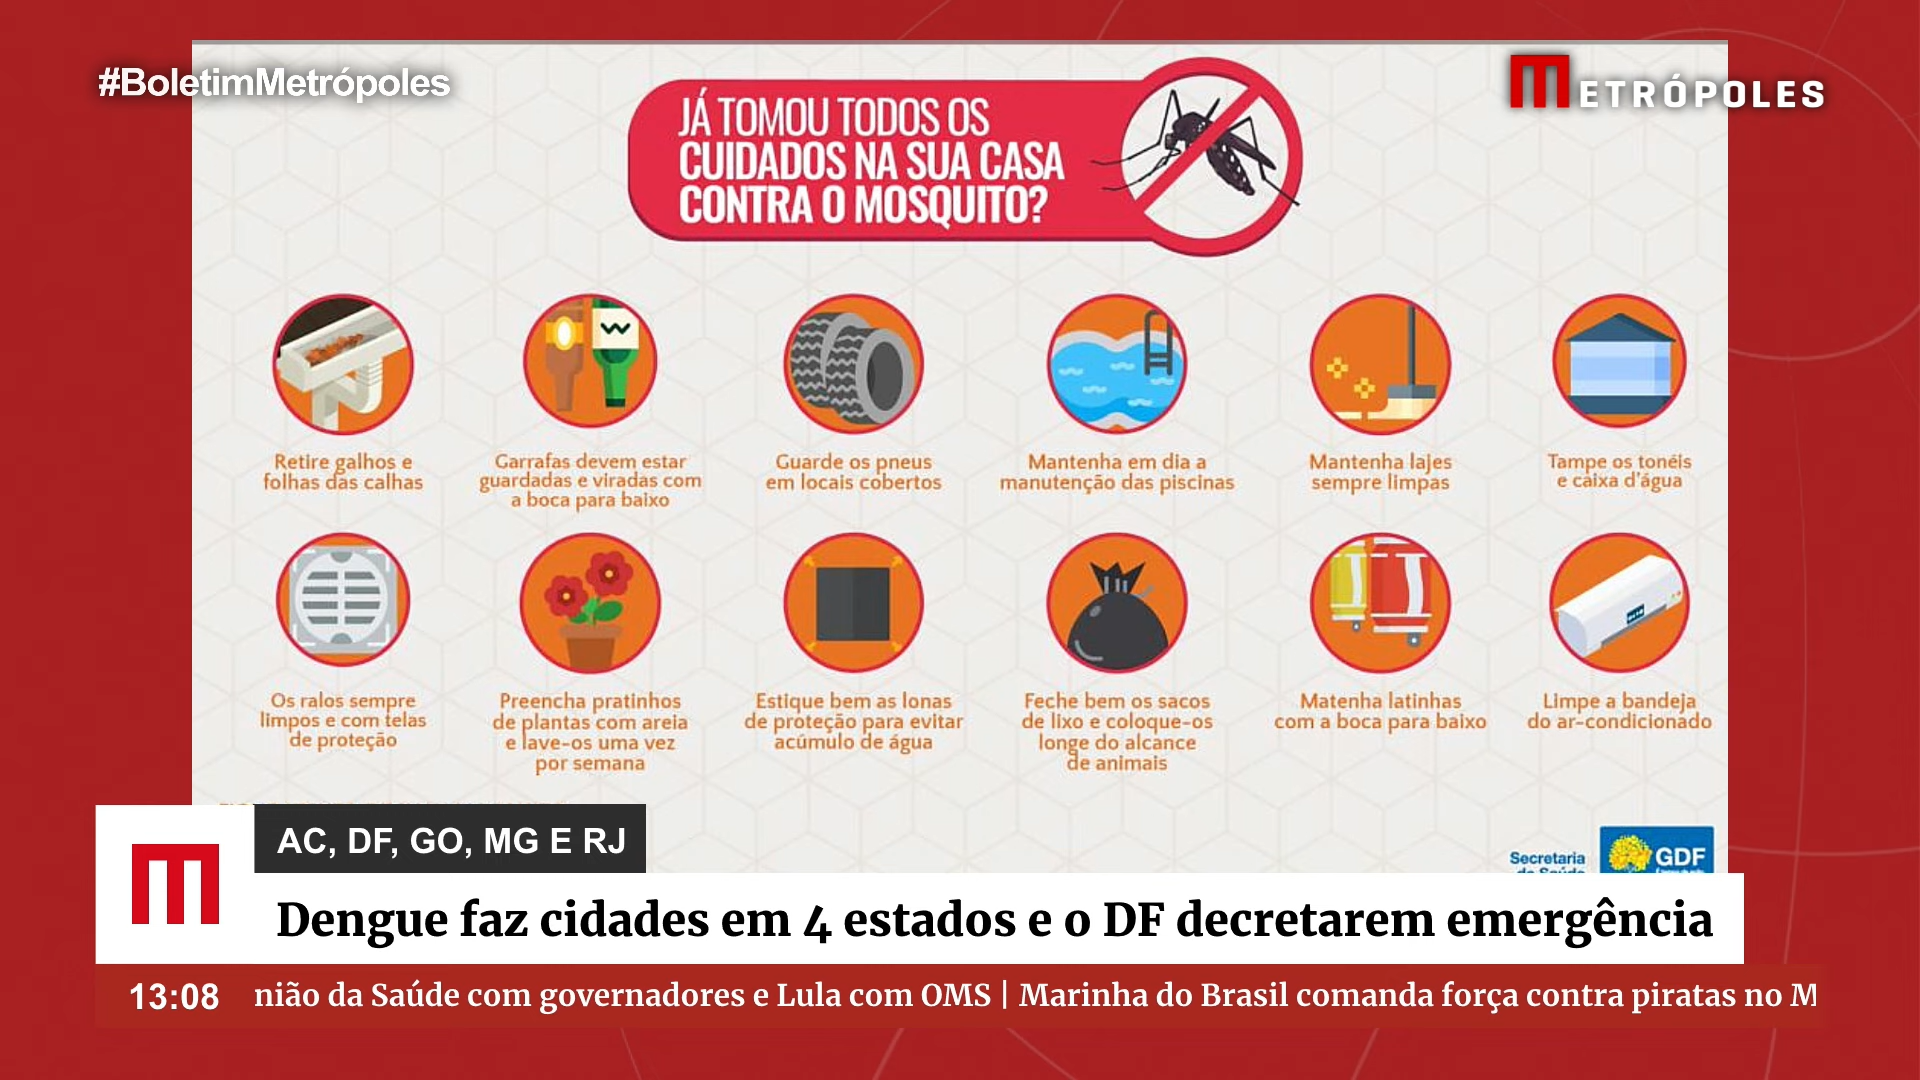 #BoletimMetrópoles
METRÓPOLES
JÁ TOMOU TODOS OS
CUIDADOS NA SUA CASA
CONTRA O MOSQUITO?
Retire galhos e
folhas das calhas
Garrafas devem estar
guardadas e viradas com
a boca para baixo
Guarde os pneus
em locais cobertos
Mantenha em dia a
manutenção das piscinas
Mantenha lajes
sempre limpas
Tampe os tonéis
e caixa d'água
Os ralos sempre
limpos e com telas
de proteção
Preencha pratinhos
de plantas com areia
e lave-os uma vez
por semana
Estique bem as lonas
de proteção para evitar
acúmulo de água
Feche bem os sacos
de lixo e coloque-os
longe do alcance
de animais
Matenha latinhas
com a boca para baixo
Limpe a bandeja
do ar-condicionado
Secretaria
GDF
AC, DF, GO, MG E RJ
Dengue faz cidades em 4 estados e o DF decretarem emergência
13:08
nião da Saúde com governadores e Lula com OMS | Marinha do Brasil comanda força contra piratas no M